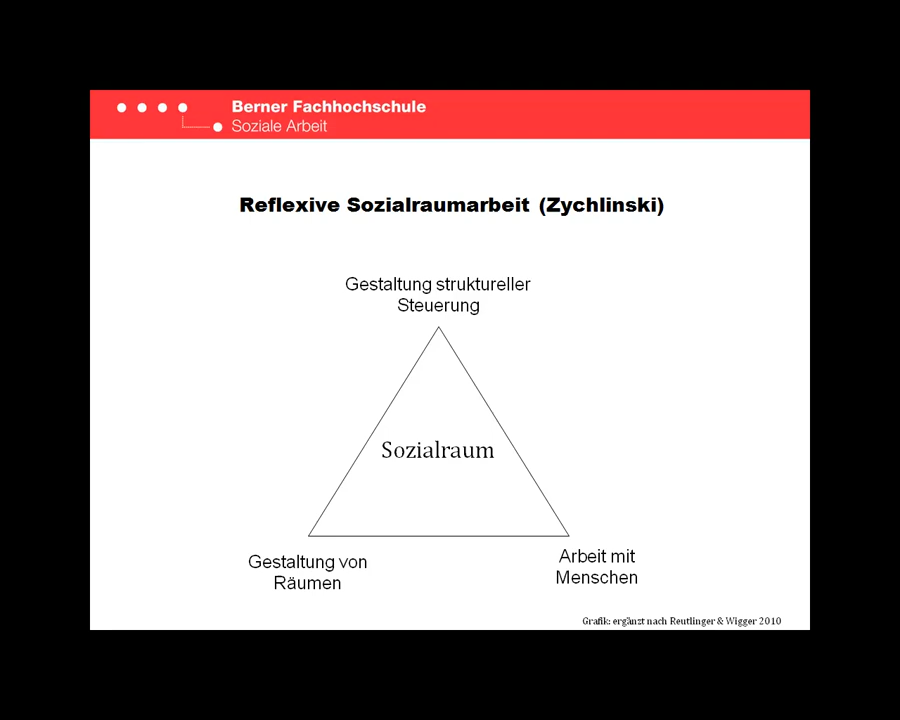 Berner Fachhochschule
Soziale Arbeit
Reflexive Sozialraumarbeit (Zychlinski)
Gestaltung struktureller
Steuerung
Sozialraum
Gestaltung von
Räumen
Arbeit mit
Menschen
Grafik: ergänzt nach Reutlinger & Wigger 2010